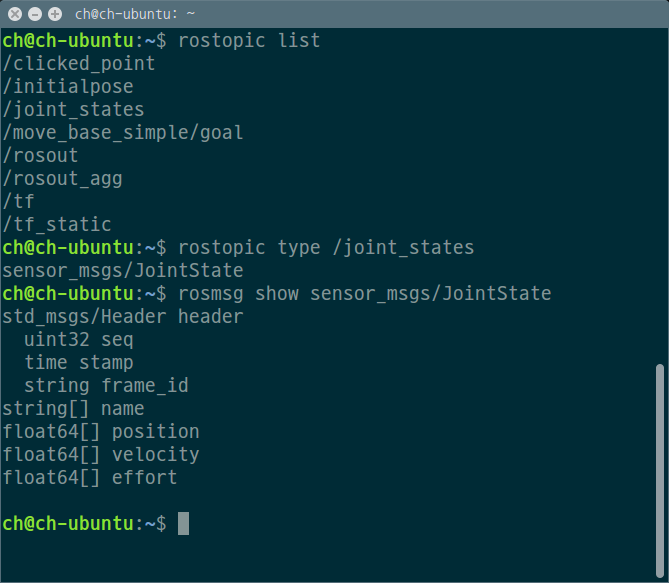 ch@ch-ubuntu: ~
ch@ch-ubuntu:~$ rostopic list
/clicked_point
/initialpose
/joint_states
/move_base_simple/goal
/rosout
/rosout_agg
/tf
/tf_static
ch@ch-ubuntu:~$ rostopic type /joint_states
sensor_msgs/JointState
ch@ch-ubuntu:~$ rosmsg show sensor_msgs/JointState
std_msgs/Header header
  uint32 seq
  time stamp
  string frame_id
string[] name
float64[] position
float64[] velocity
float64[] effort
ch@ch-ubuntu:~$